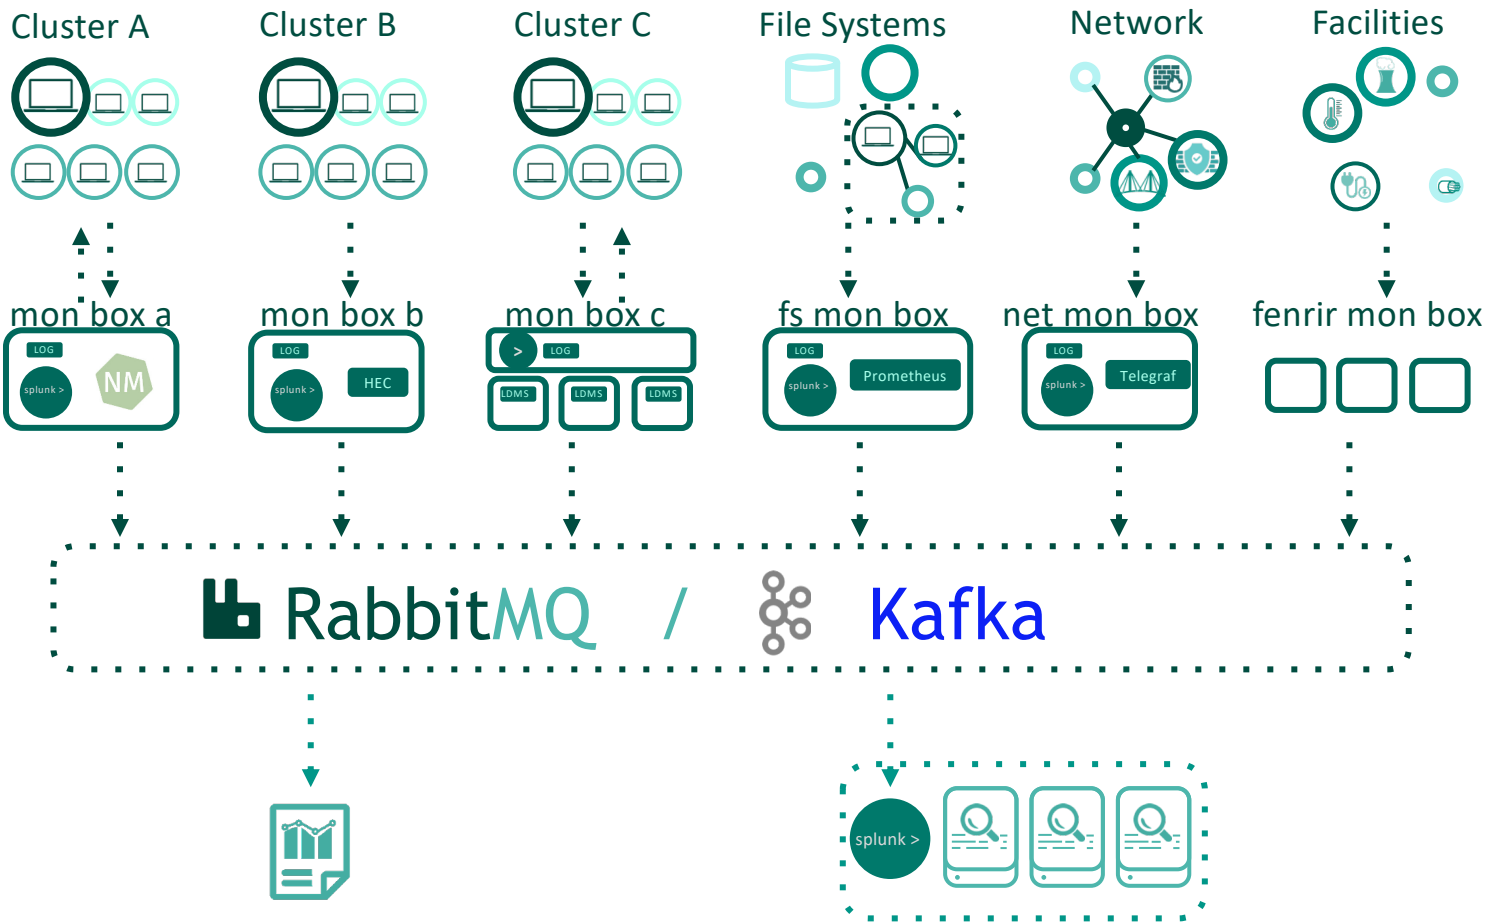 Cluster A
Cluster B
Cluster C
File Systems
Network
Facilities
mon box a
mon box b
mon box c
fs mon box
net mon box
fenrir mon box
LOG
splunk >
NM
LOG
splunk >
HEC
>
LOG
LDMS
LDMS
LDMS
LOG
splunk >
Prometheus
LOG
splunk >
Telegraf
RabbitMQ / Kafka
splunk >